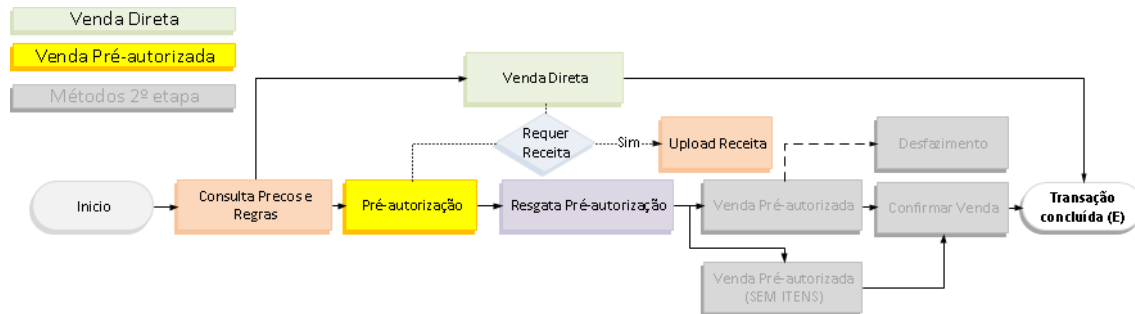 Venda Direta
Venda Pré-autorizada
Métodos 2º etapa
Venda Direta
Requer
Receita
Sim
Upload Receita
Desfazimento
Inicio
Consulta Precos e
Regras
Pré-autorização
Resgata Pré-autorização
Venda Pré-autorizada
Confirmar Venda
Transação
concluída (E)
Venda Pré-autorizada
(SEM ITENS)